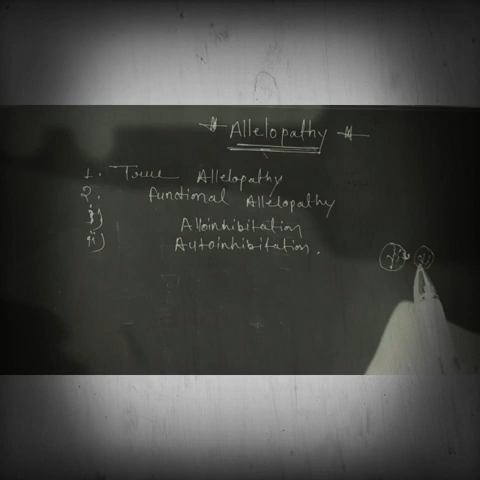 Allelopathy
1. True Allelopathy
2. Functional Allelopathy
i) Alloinhibitation
ii) Autoinhibitation.